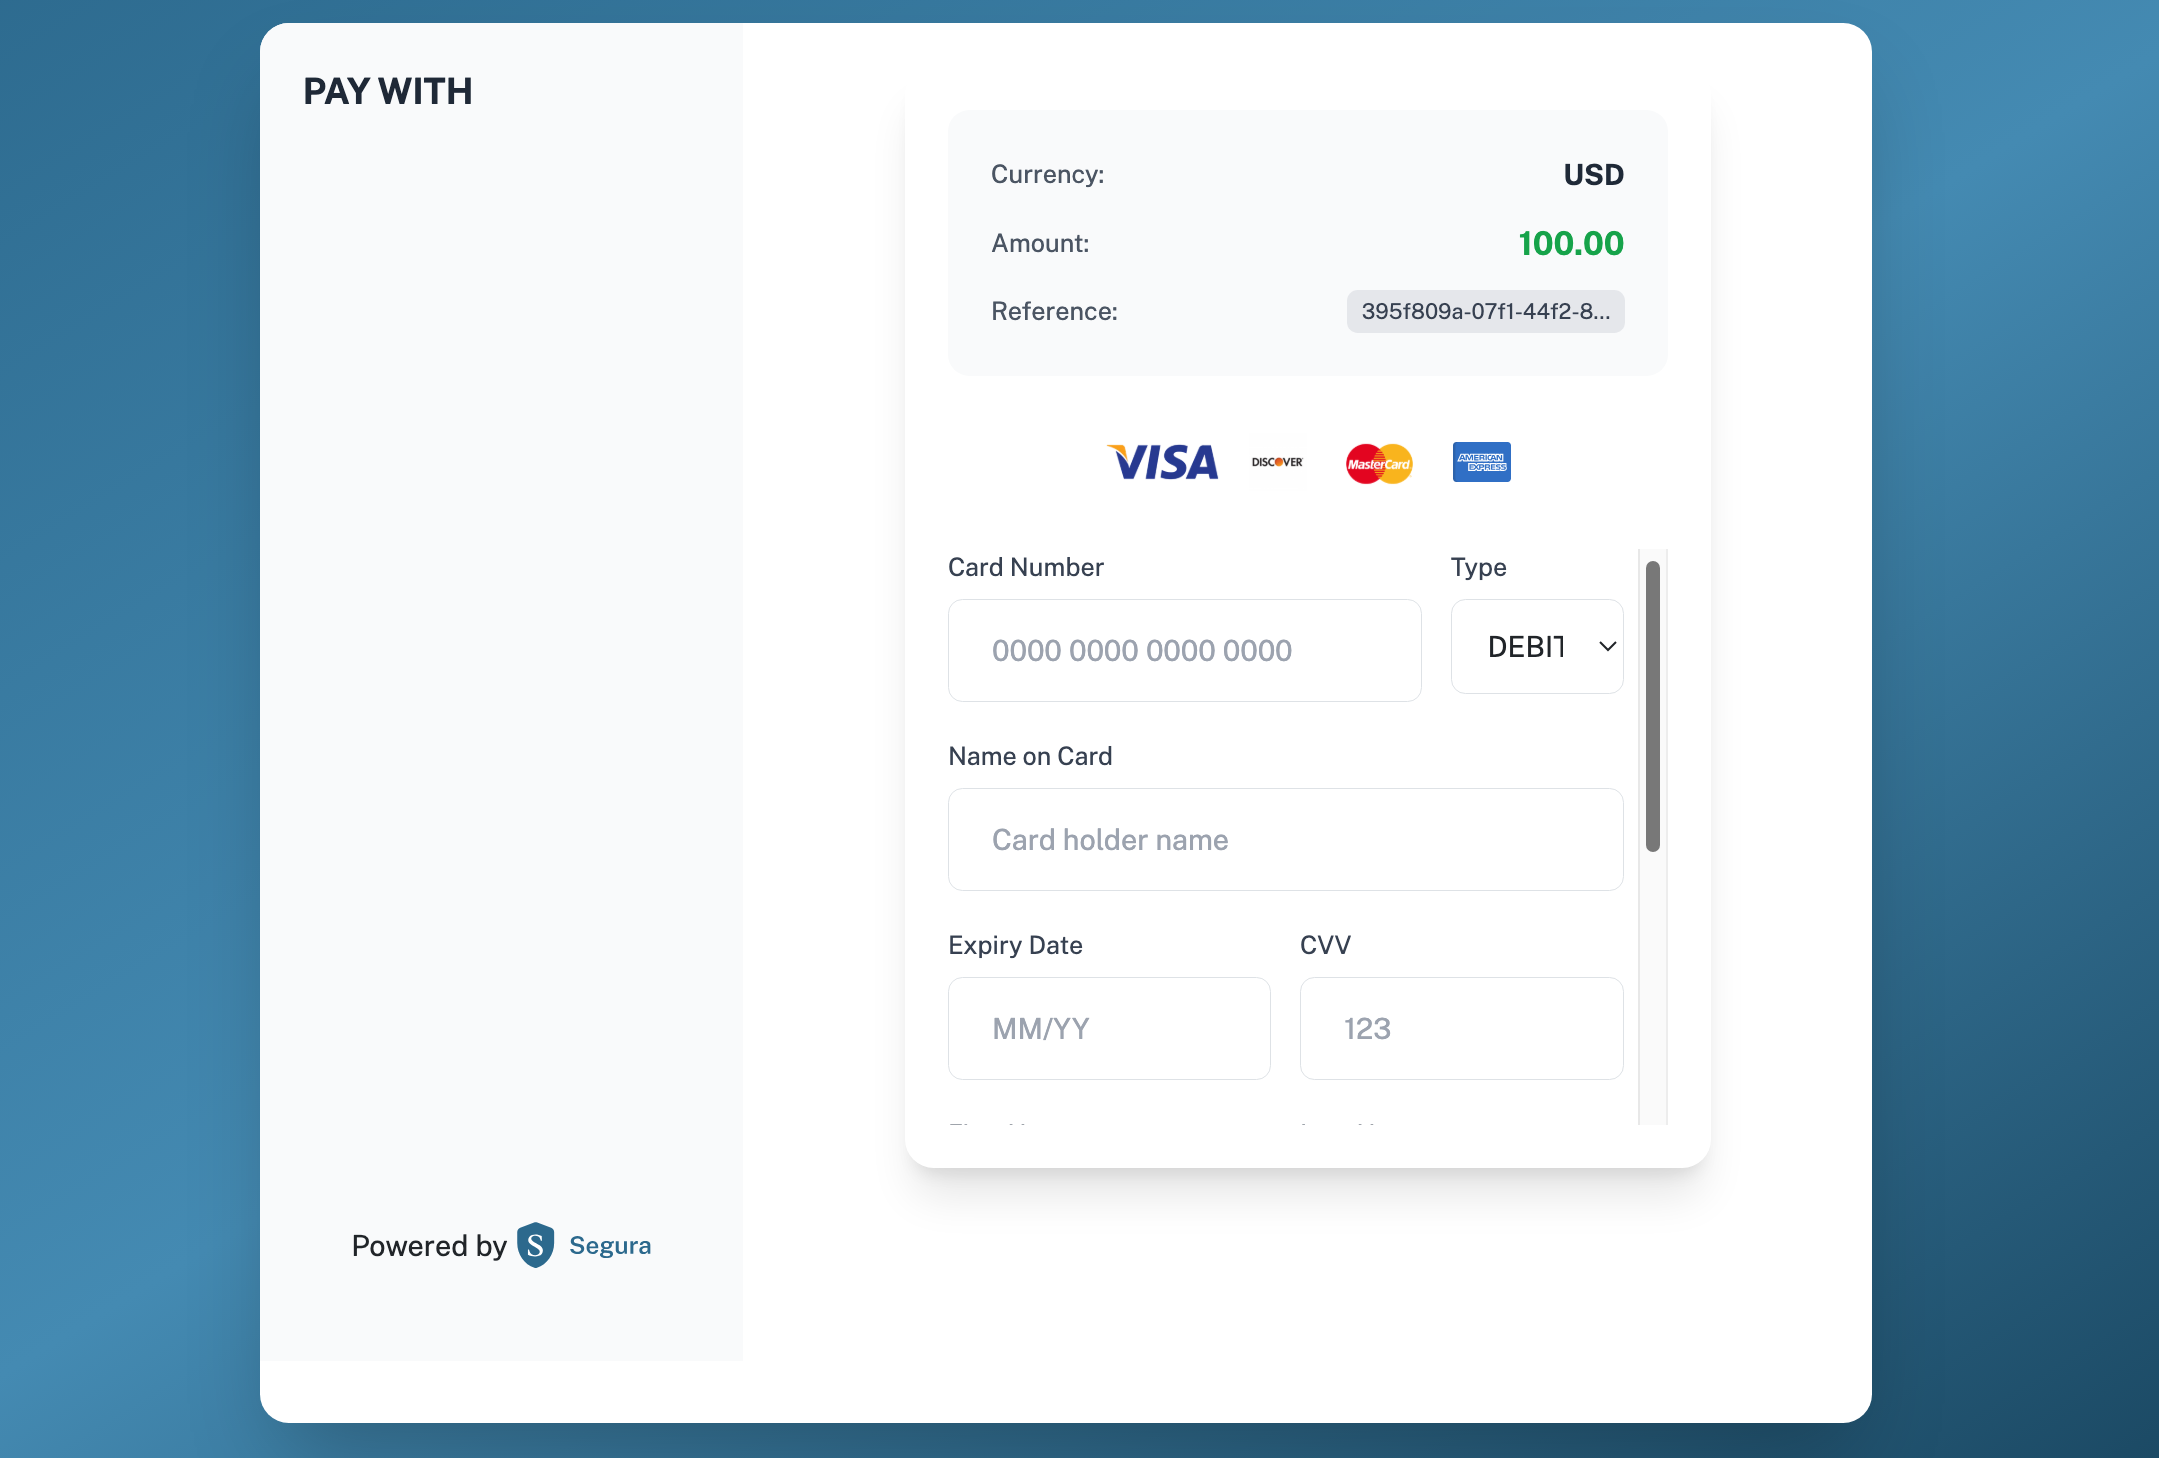 PAY WITH
Currency: USD
Amount: 100.00
Reference: 395f809a-07f1-44f2-8...
VISA DISCOVER MasterCard AMERICAN EXPRESS
Card Number Type
0000 0000 0000 0000 DEBIT
Name on Card
Card holder name
Expiry Date CVV
MM/YY 123
Powered by S Segura